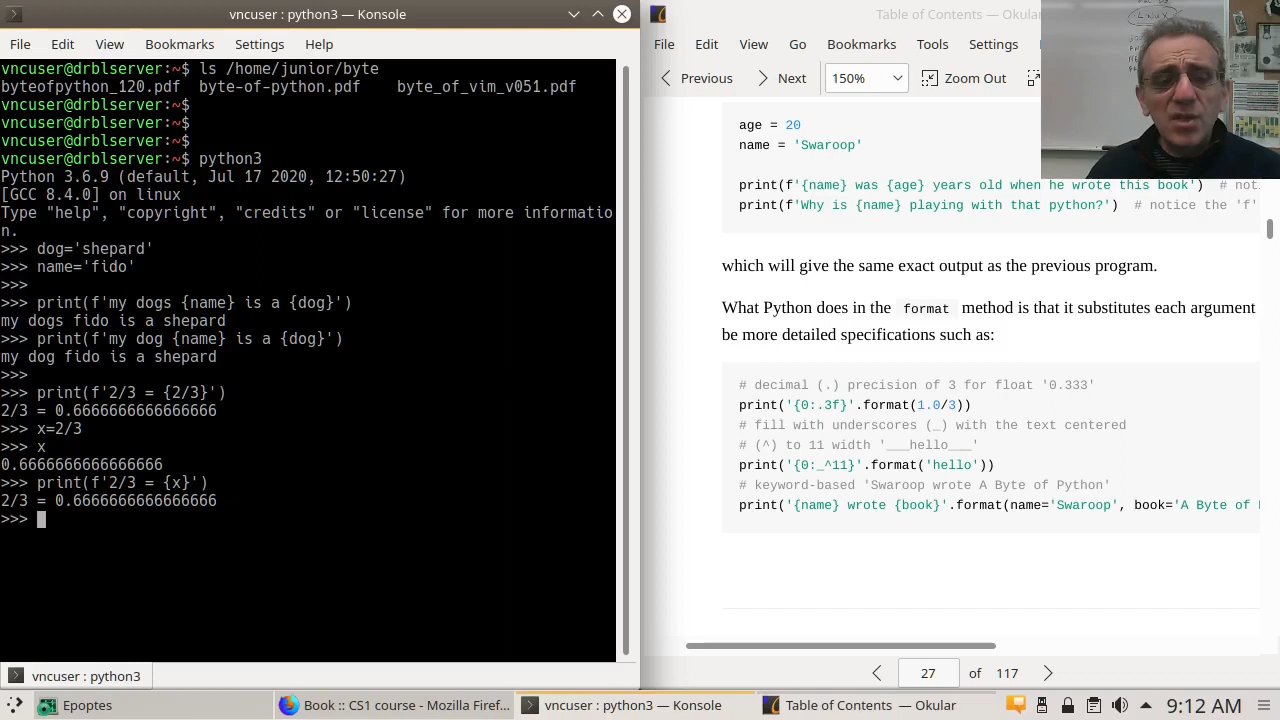 vncuser : python3 — Konsole
File Edit View Bookmarks Settings Help
vncuser@drblserver:~$ ls /home/junior/byte
byteofpython_120.pdf byte-of-python.pdf byte_of_vim_v051.pdf
vncuser@drblserver:~$
vncuser@drblserver:~$
vncuser@drblserver:~$
vncuser@drblserver:~$ python3
Python 3.6.9 (default, Jul 17 2020, 12:50:27)
[GCC 8.4.0] on linux
Type "help", "copyright", "credits" or "license" for more informatio
n.
>>> dog='shepard'
>>> name='fido'
>>>
>>> print(f'my dogs {name} is a {dog}')
my dogs fido is a shepard
>>> print(f'my dog {name} is a {dog}')
my dog fido is a shepard
>>>
>>> print(f'2/3 = {2/3}')
2/3 = 0.6666666666666666
>>> x=2/3
>>> x
0.6666666666666666
>>> print(f'2/3 = {x}')
2/3 = 0.6666666666666666
>>>
vncuser : python3
Table of Contents — Okular
File Edit View Go Bookmarks Tools Settings
Previous Next 150% Zoom Out
age = 20
name = 'Swaroop'
print(f'{name} was {age} years old when he wrote this book') # noti
print(f'Why is {name} playing with that python?') # notice the 'f'
which will give the same exact output as the previous program.
What Python does in the format method is that it substitutes each argument
be more detailed specifications such as:
# decimal (.) precision of 3 for float '0.333'
print('{0:.3f}'.format(1.0/3))
# fill with underscores (_) with the text centered
# (^) to 11 width '___hello___'
print('{0:_^11}'.format('hello'))
# keyword-based 'Swaroop wrote A Byte of Python'
print('{name} wrote {book}'.format(name='Swaroop', book='A Byte of
27 of 117
Epoptes
Book :: CS1 course - Mozilla Firef...
vncuser : python3 — Konsole
Table of Contents — Okular
9:12 AM